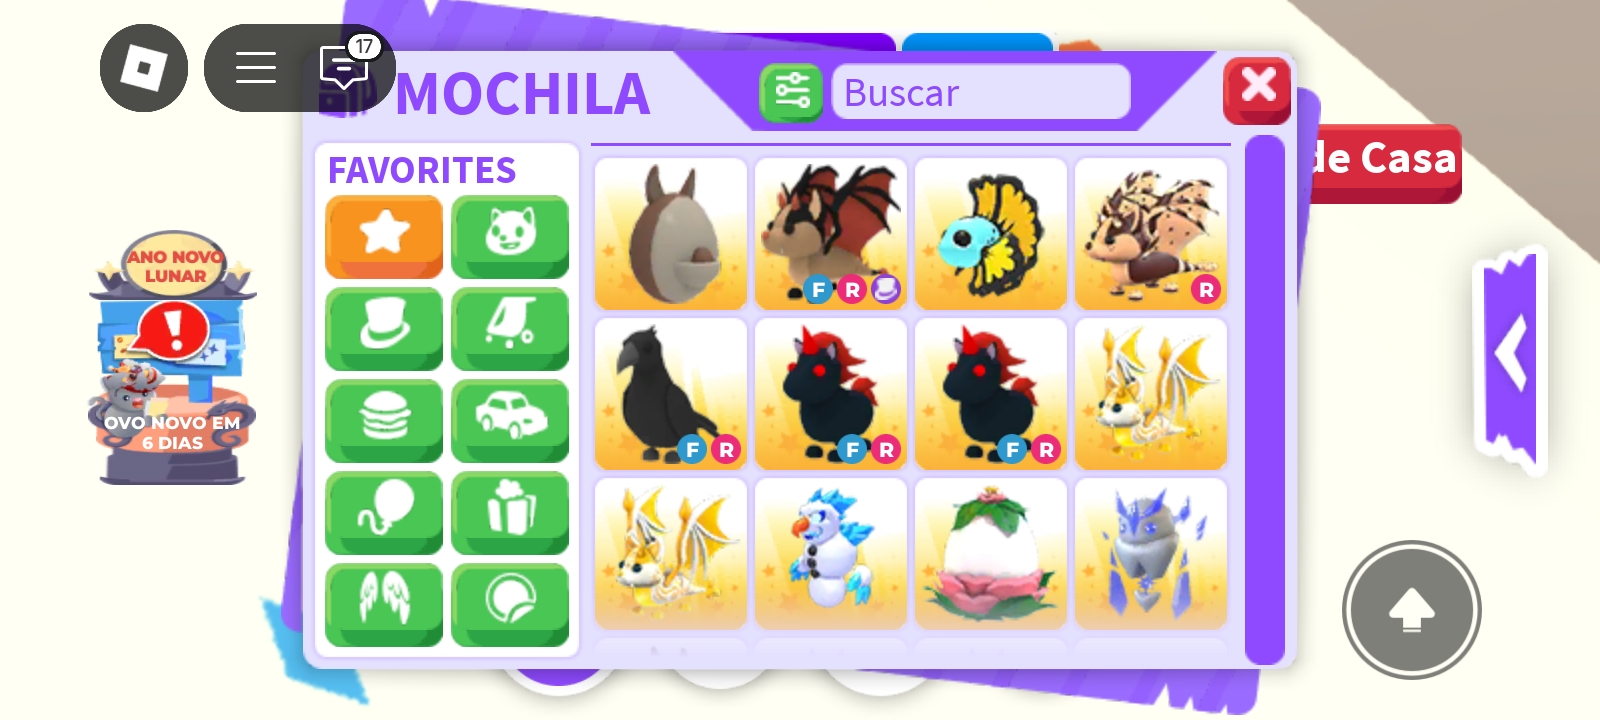 17
MOCHILA
Buscar
de Casa
FAVORITES
ANO NOVO
LUNAR
!
OVO NOVO EM
6 DIAS
F R
R
F R
F R
F R